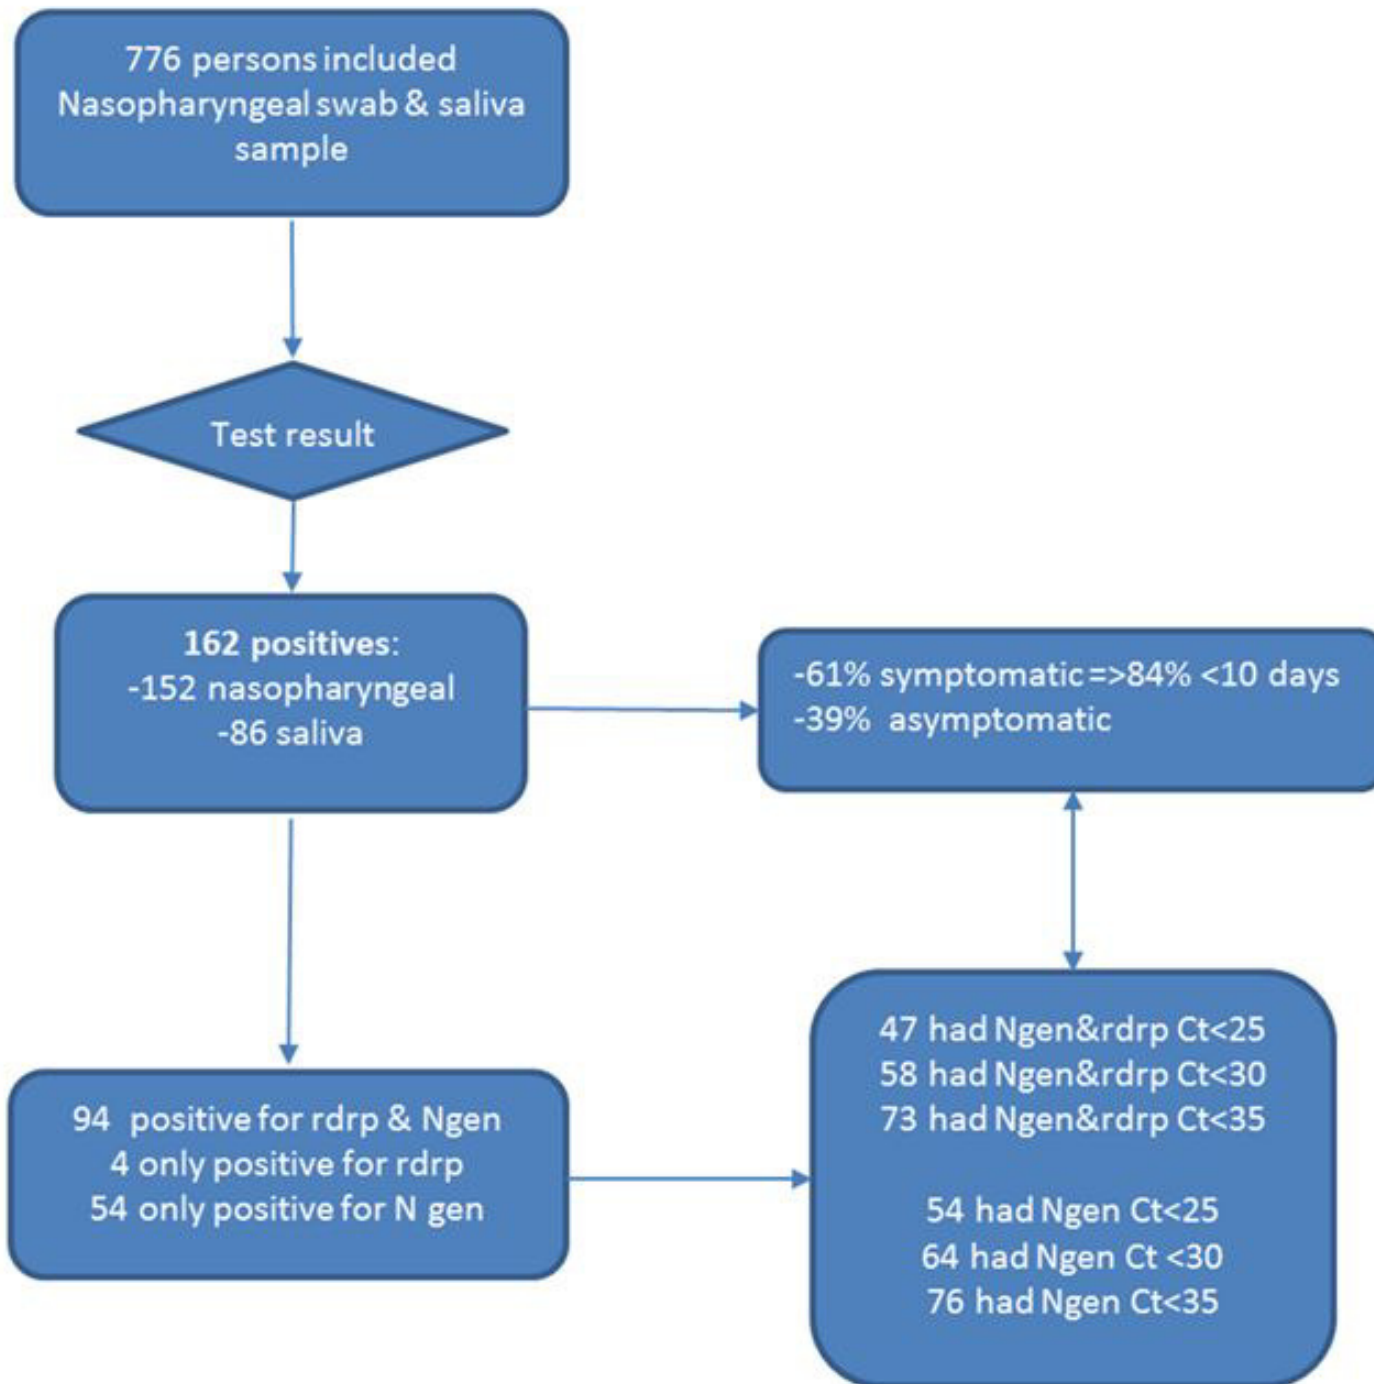 776 persons included
Nasopharyngeal swab & saliva
sample
Test result
162 positives:
-152 nasopharyngeal
-86 saliva
-61% symptomatic=>84% <10 days
-39%  asymptomatic
94  positive for rdrp & Ngen
4 only positive for rdrp
54 only positive for N gen
47 had Ngen&rdrp Ct<25
58 had Ngen&rdrp Ct<30
73 had Ngen&rdrp Ct<35
54 had Ngen Ct<25
64 had Ngen Ct <30
76 had Ngen Ct<35